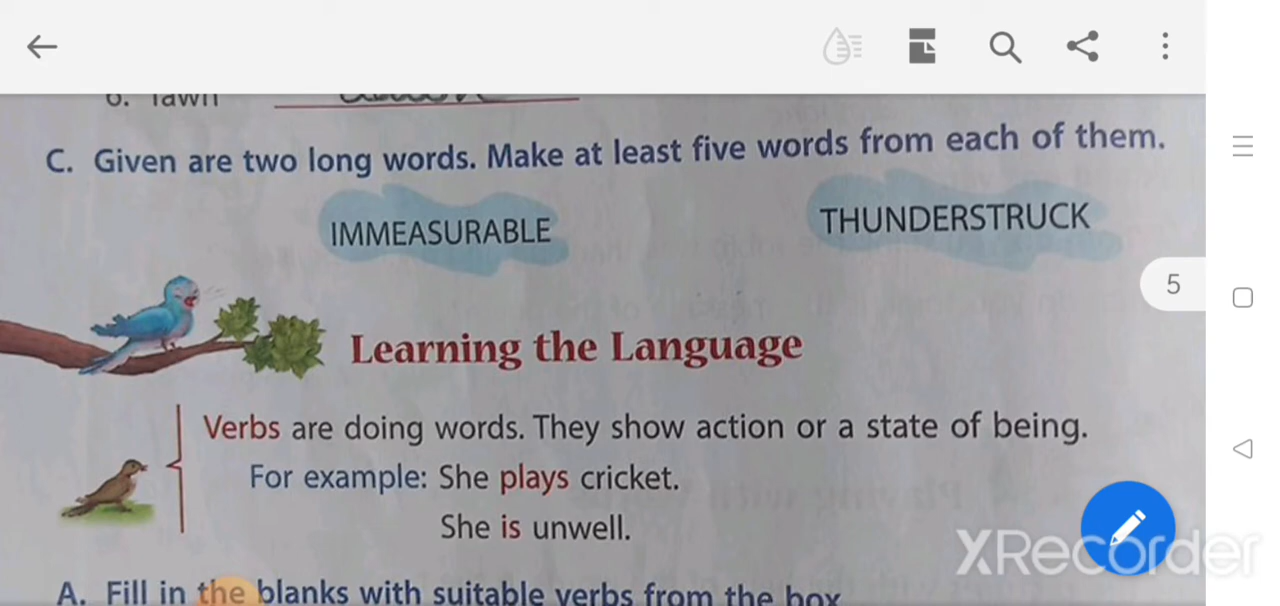 6. fawn
C. Given are two long words. Make at least five words from each of them.
IMMEASURABLE THUNDERSTRUCK
5
Learning the Language
Verbs are doing words. They show action or a state of being.
For example: She plays cricket.
She is unwell.
XRecorder
A. Fill in the blanks with suitable verbs from the box